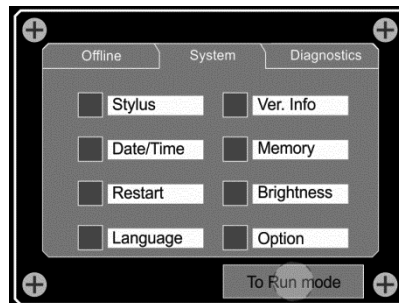 Offline System Diagnostics
Stylus Ver. Info
Date/Time Memory
Restart Brightness
Language Option
To Run mode